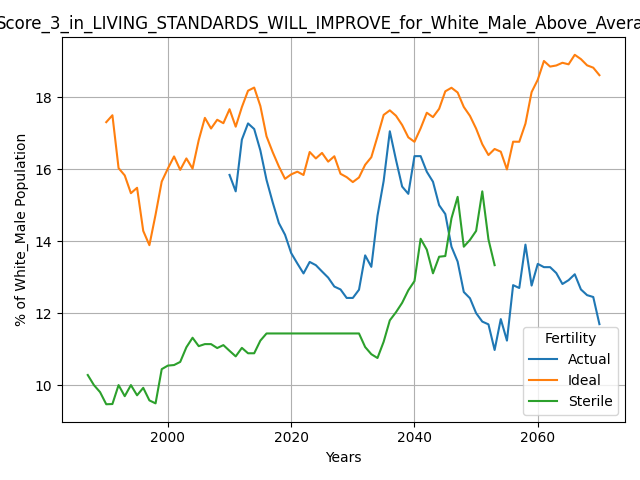 Score_3_in_LIVING_STANDARDS_WILL_IMPROVE_for_White_Male_Above_Avera
% of White_Male Population
18
16
14
12
10
2000 2020 2040 2060
Years
Fertility
Actual
Ideal
Sterile